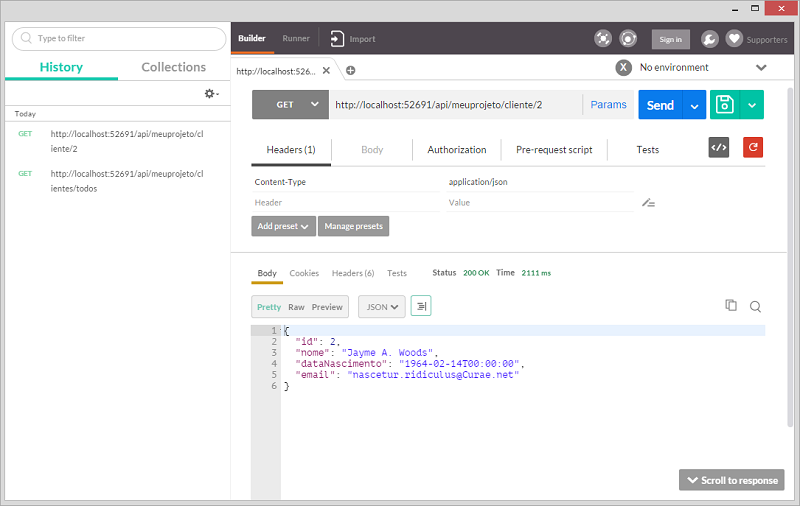 Type to filter
History
Collections
Today
GET http://localhost:52691/api/meuprojeto/cl
iente/2
GET http://localhost:52691/api/meuprojeto/cl
ientes/todos
Builder Runner Import Sign in Supporters
http://localhost:526... No environment
GET http://localhost:52691/api/meuprojeto/cliente/2 Params Send
Headers (1) Body Authorization Pre-request script Tests
Content-Type application/json
Header Value
Add preset Manage presets
Body Cookies Headers (6) Tests Status 200 OK Time 2111 ms
Pretty Raw Preview JSON
1 {
2 "id": 2,
3 "nome": "Jayme A. Woods",
4 "dataNascimento": "1964-02-14T00:00:00",
5 "email": "nascetur.ridiculus@Curae.net"
6 }
Scroll to response